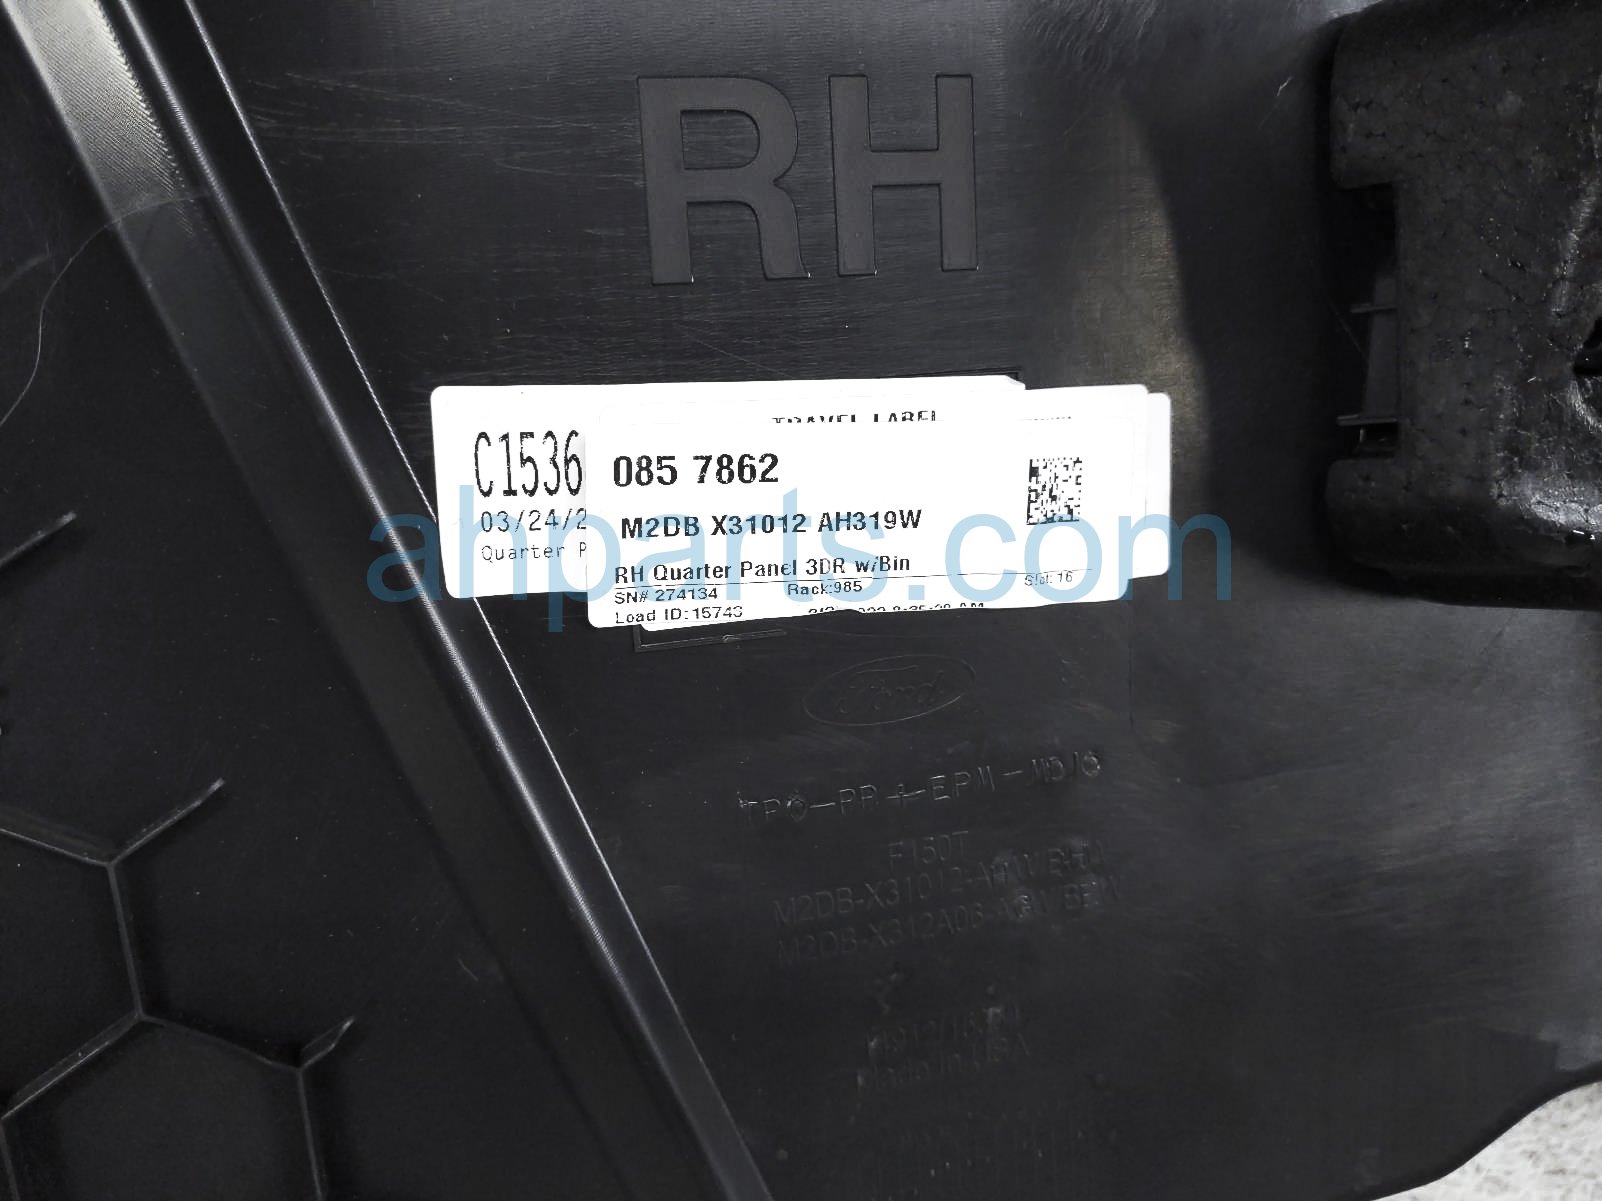 RH
TRAVEL LABEL
C1536
085 7862
03/24/2
M2DB X31012 AH319W
Quarter P
RH Quarter Panel 3DR w/Bin
SN# 274134 Rack:985 Slot: 16
Load ID:15743
ahparts.com
Ford
F150T
M2DB-X31012-
M2DB-X312A06-
Made In USA